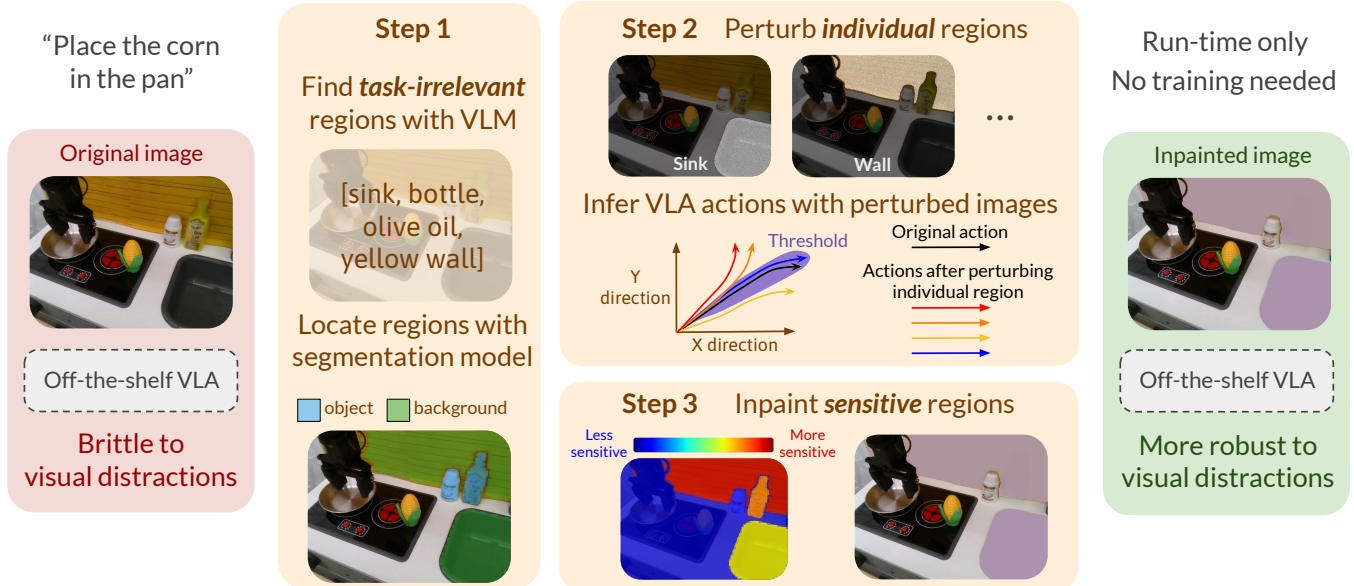 “Place the corn
in the pan”
Original image
Off-the-shelf VLA
Brittle to
visual distractions
Step 1
Find task-irrelevant
regions with VLM
[sink, bottle,
olive oil,
yellow wall]
Locate regions with
segmentation model
object
background
Step 2 Perturb individual regions
Sink
Wall
...
Infer VLA actions with perturbed images
Threshold
Y
direction
X direction
Original action
Actions after perturbing
individual region
Step 3 Inpaint sensitive regions
Less
sensitive
More
sensitive
Run-time only
No training needed
Inpainted image
Off-the-shelf VLA
More robust to
visual distractions